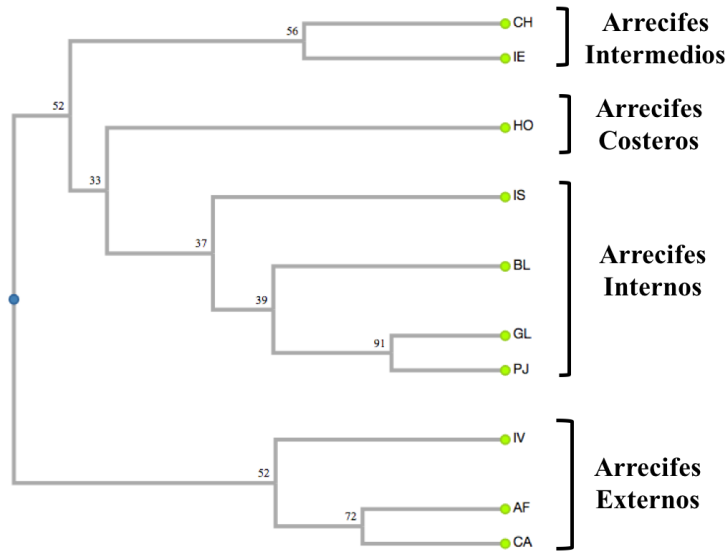 CH
56
IE
Arrecifes
Intermedios
52
HO
Arrecifes
Costeros
33
IS
37
BL
39
GL
91
PJ
Arrecifes
Internos
IV
52
AF
72
CA
Arrecifes
Externos